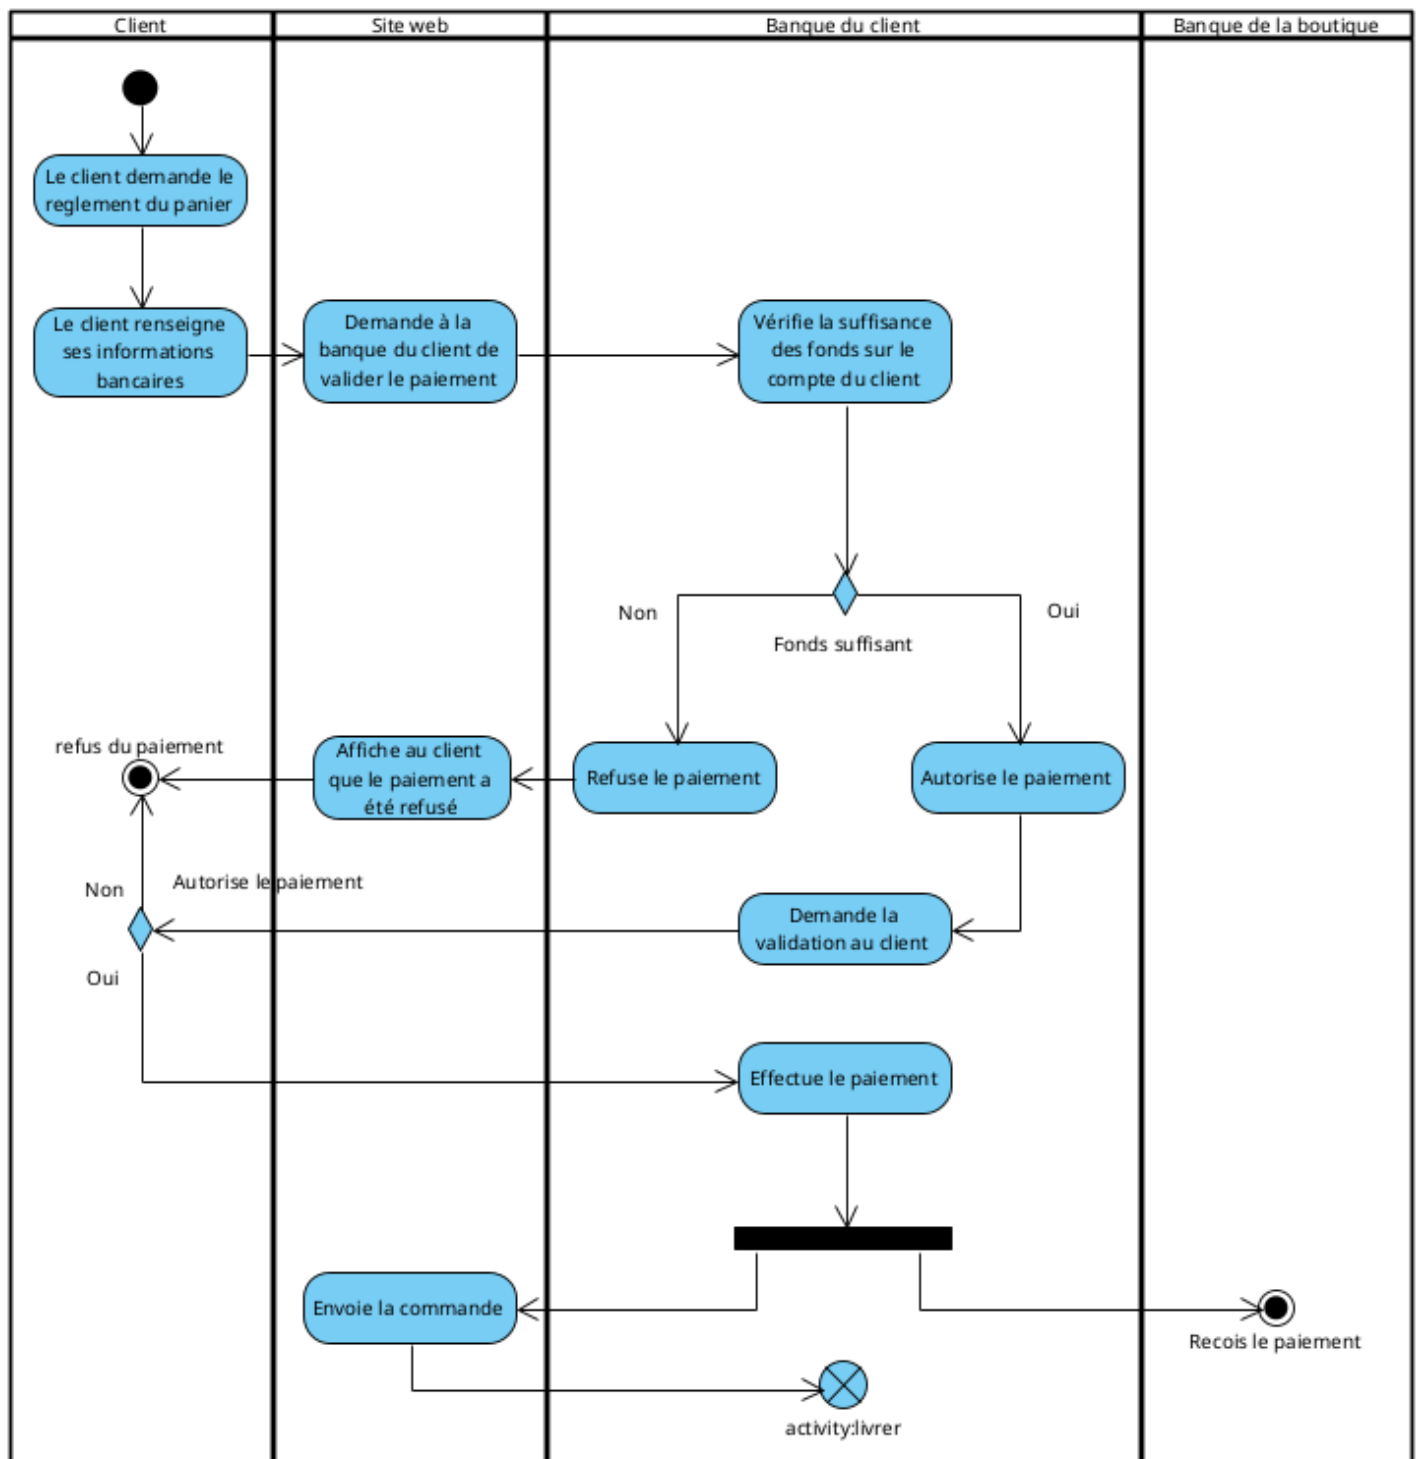 Client
Site web
Banque du client
Banque de la boutique
Le client demande le
reglement du panier
Le client renseigne
ses informations
bancaires
Demande à la
banque du client de
valider le paiement
Vérifie la suffisance
des fonds sur le
compte du client
Non
Oui
Fonds suffisant
refus du paiement
Affiche au client
que le paiement a
été refusé
Refuse le paiement
Autorise le paiement
Non
Autorise le paiement
Demande la
validation au client
Oui
Effectue le paiement
Envoie la commande
Recois le paiement
activity:livrer